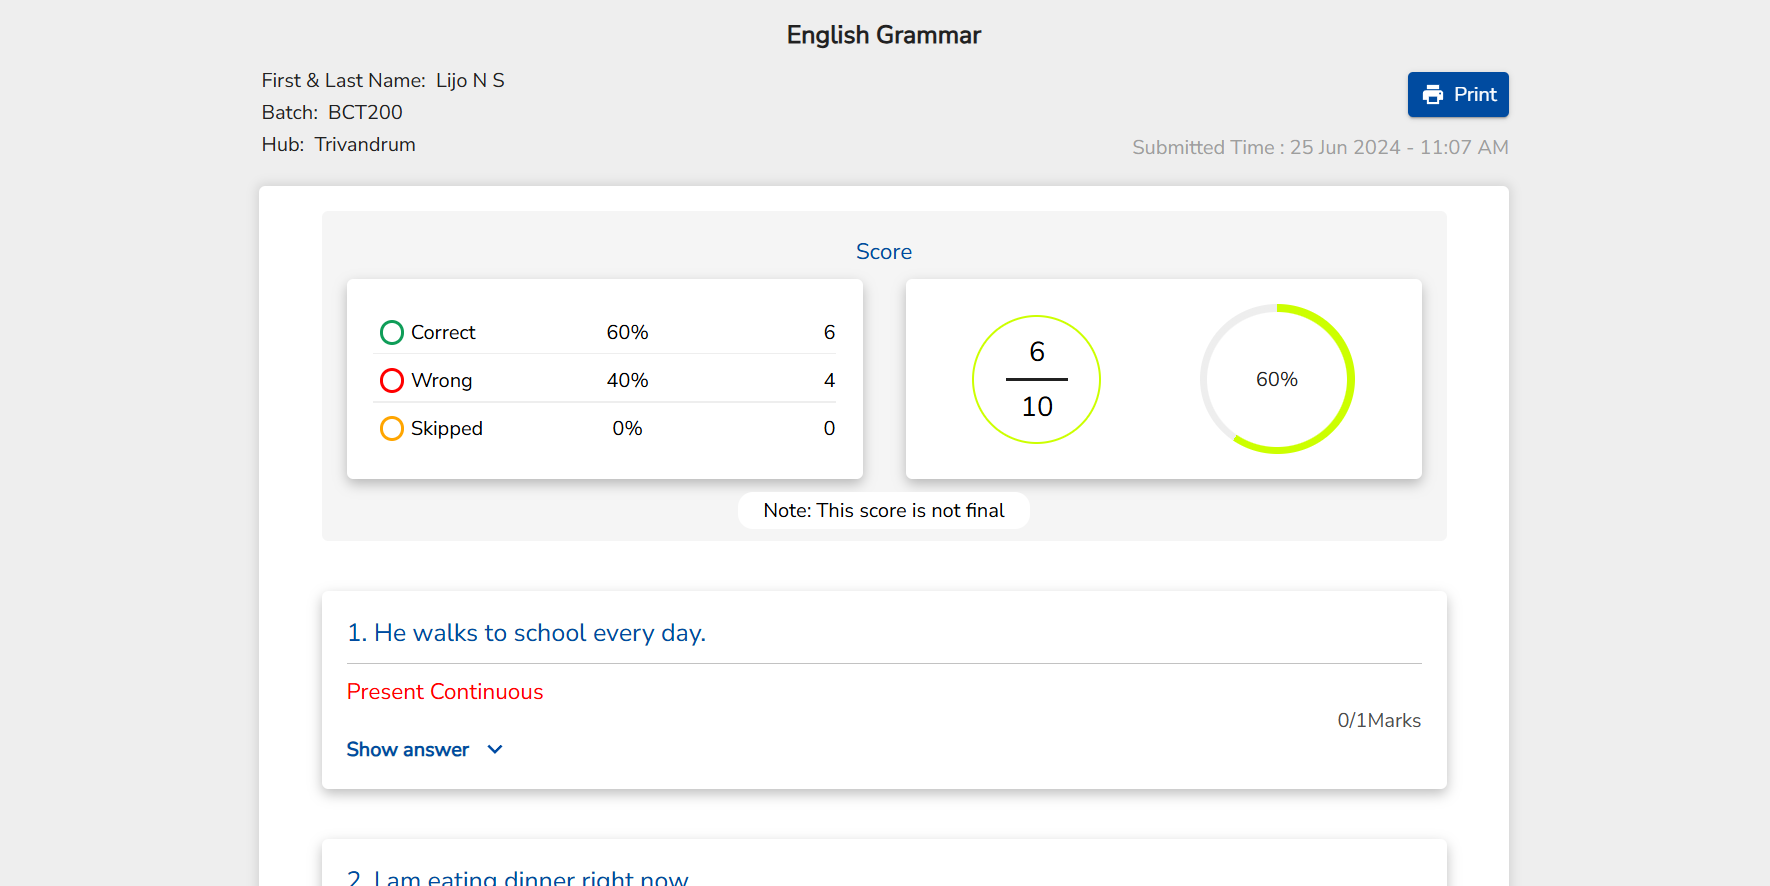 English Grammar
First & Last Name: Lijo N S
Batch: BCT200
Hub: Trivandrum
Print
Submitted Time : 25 Jun 2024 - 11:07 AM
Score
Correct 60% 6
Wrong 40% 4
Skipped 0% 0
6
10
60%
Note: This score is not final
1. He walks to school every day.
Present Continuous
0/1Marks
Show answer
2. I am eating dinner right now